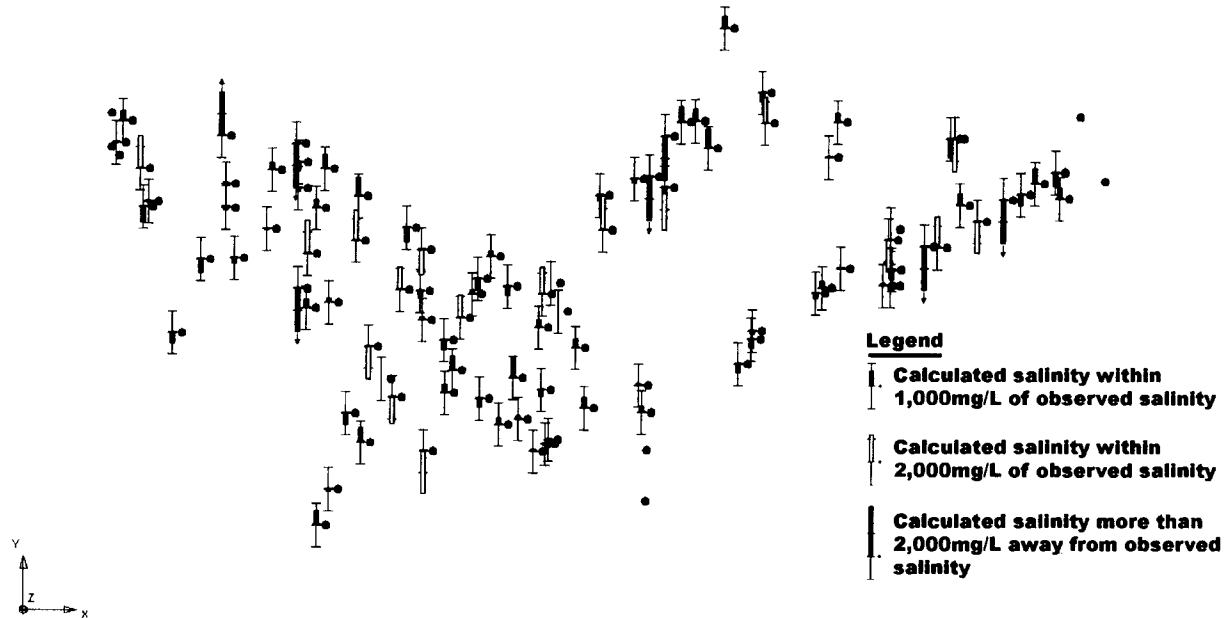 Legend
Calculated salinity within
1,000mg/L of observed salinity
Calculated salinity within
2,000mg/L of observed salinity
Calculated salinity more than
2,000mg/L away from observed
salinity
Y
Z
X